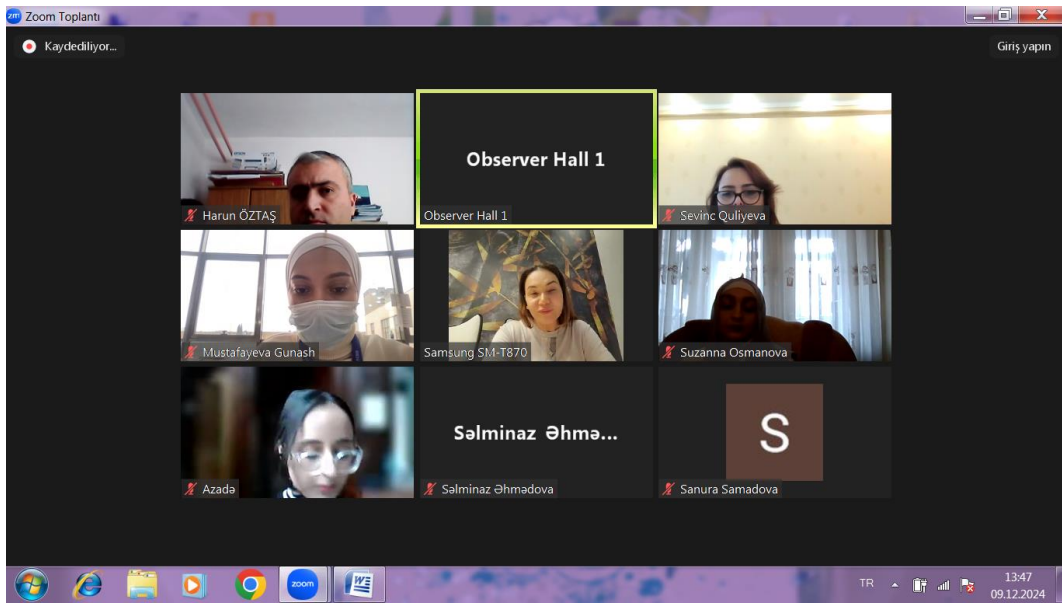 Zoom Toplantı
Kaydediliyor...
Giriş yapın
Harun ÖZTAŞ
Observer Hall 1
Observer Hall 1
Sevinc Quliyeva
Mustafayeva Gunash
Samsung SM-T870
Suzanna Osmanova
Azadə
Səlminaz Əhmə...
Səlminaz Əhmədova
S
Sanura Samadova
zoom
TR
13:47
09.12.2024